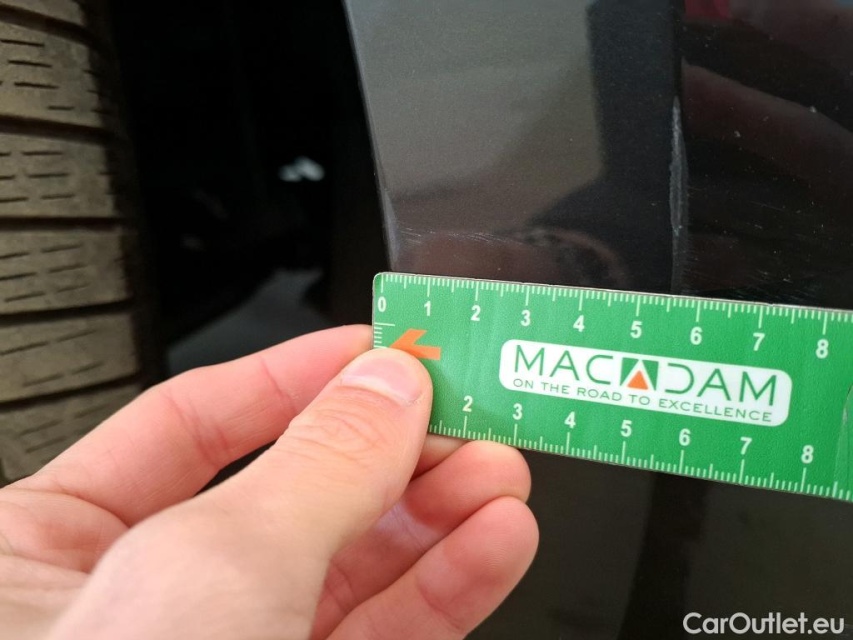 0 1 2 3 4 5 6 7 8
MACADAM
ON THE ROAD TO EXCELLENCE
2 3 4 5 6 7 8
CarOutlet.eu